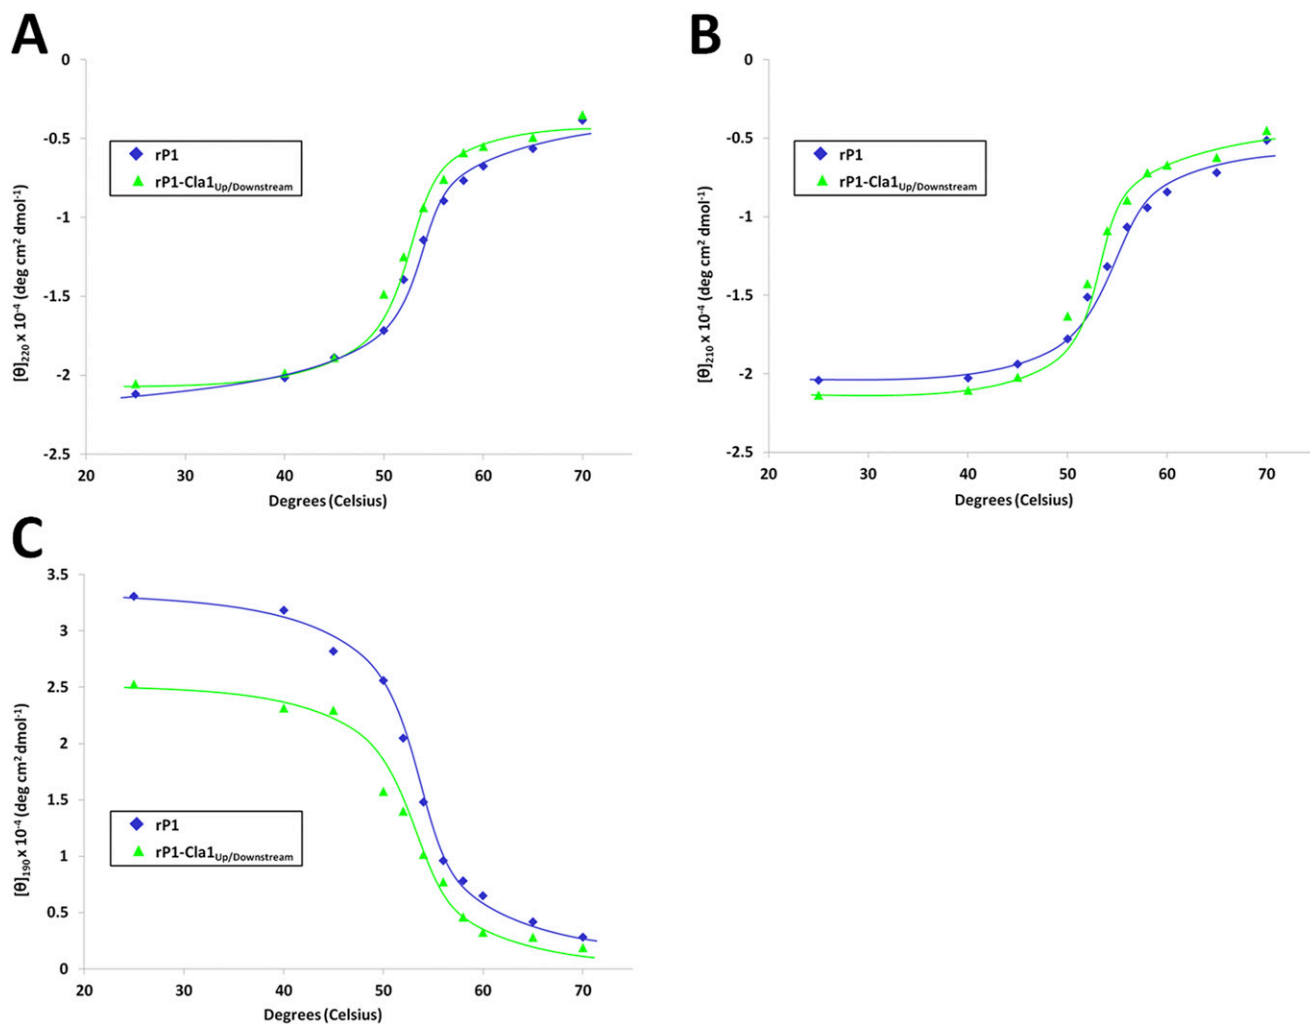 A
0
-0.5
-1
-1.5
-2
-2.5
[θ]₂₂₀ x 10⁻⁴ (deg cm² dmol⁻¹)
rP1
rP1-Cla1Up/Downstream
20 40 50 60 70
Degrees (Celsius)
B
0
-0.5
-1
-1.5
-2
-2.5
[θ]₂₁₀ x 10⁻⁴ (deg cm² dmol⁻¹)
rP1
rP1-Cla1Up/Downstream
20 30 40 50 60 70
Degrees (Celsius)
C
3.5
3
2.5
2
1.5
1
0.5
0
[θ]₁₉₀ x 10⁻⁴ (deg cm² dmol⁻¹)
rP1
rP1-Cla1Up/Downstream
20 30 40 50 60 70
Degrees (Celsius)